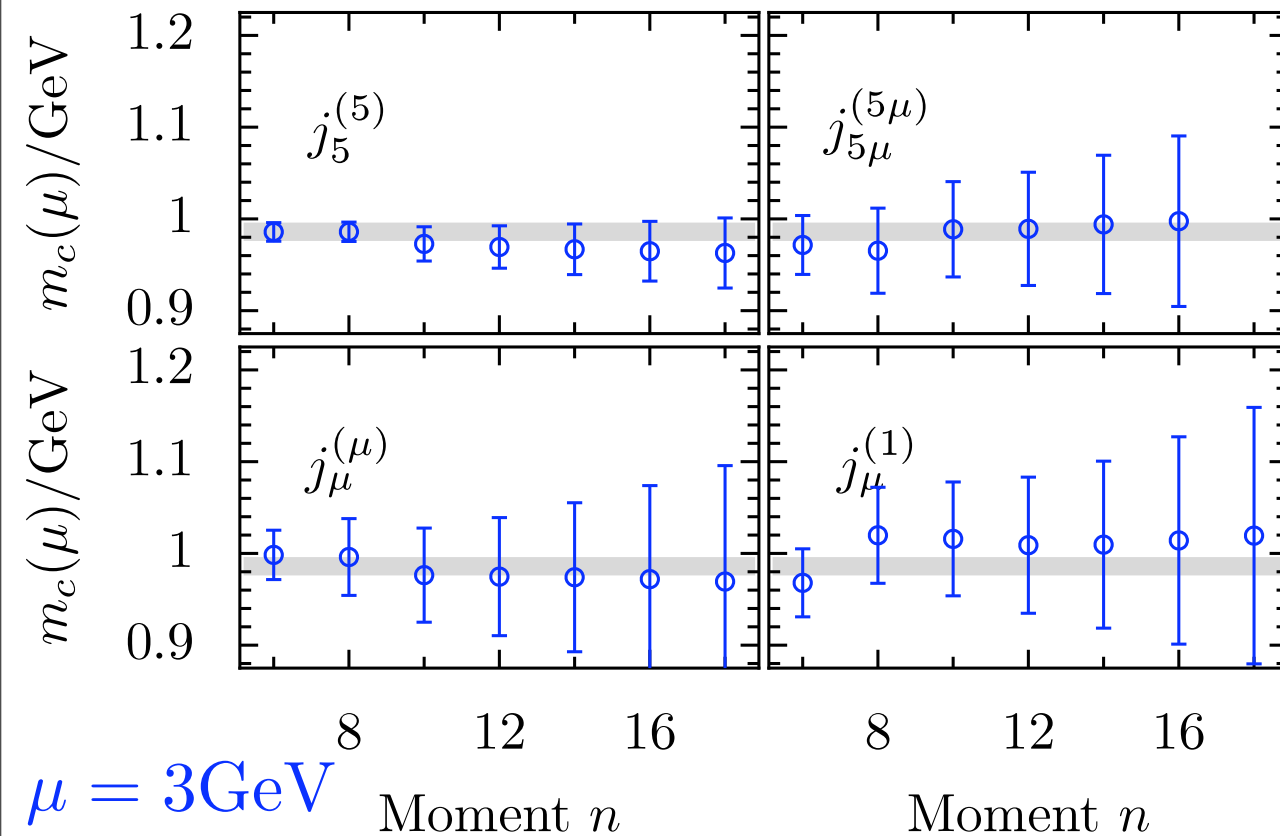 m_c(μ)/GeV
1.2
1.1
1
0.9
j_5^{(5)}
j_{5μ}^{(5μ)}
m_c(μ)/GeV
1.2
1.1
1
0.9
j_μ^{(μ)}
j_μ^{(1)}
8 12 16 8 12 16
μ = 3GeV
Moment n Moment n